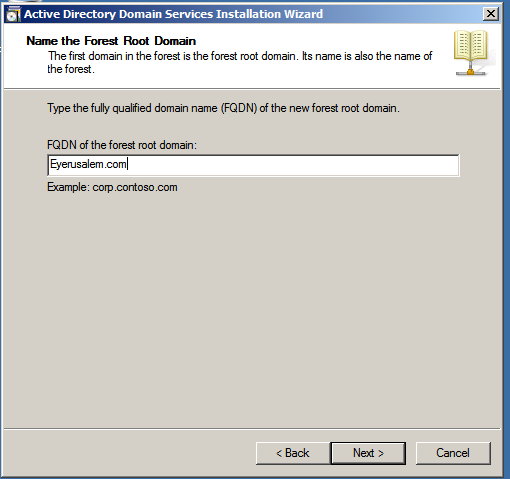 Active Directory Domain Services Installation Wizard
Name the Forest Root Domain
The first domain in the forest is the forest root domain. Its name is also the name of
the forest.
Type the fully qualified domain name (FQDN) of the new forest root domain.
FQDN of the forest root domain:
Eyerusalem.com
Example: corp.contoso.com
< Back Next > Cancel